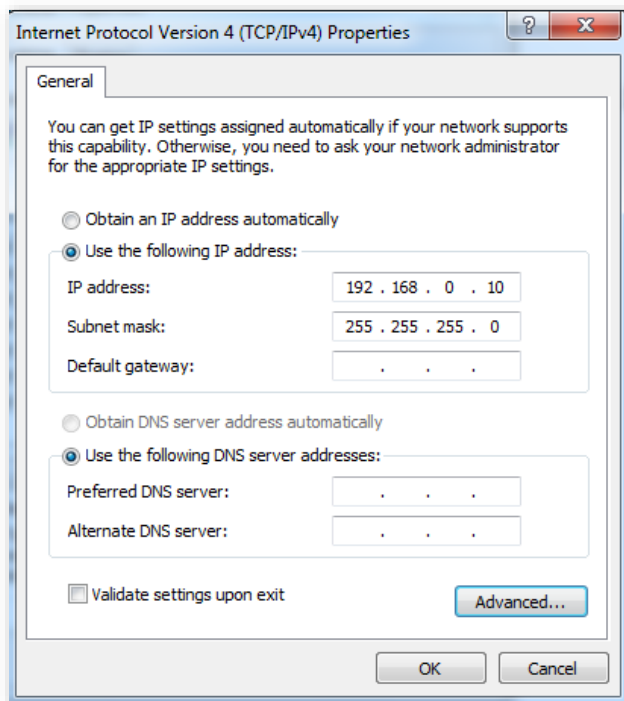 Internet Protocol Version 4 (TCP/IPv4) Properties
?
X
General
You can get IP settings assigned automatically if your network supports
this capability. Otherwise, you need to ask your network administrator
for the appropriate IP settings.
Obtain an IP address automatically
Use the following IP address:
IP address: 192 . 168 . 0 . 10
Subnet mask: 255 . 255 . 255 . 0
Default gateway: . . .
Obtain DNS server address automatically
Use the following DNS server addresses:
Preferred DNS server: . . .
Alternate DNS server: . . .
Validate settings upon exit
Advanced...
OK Cancel